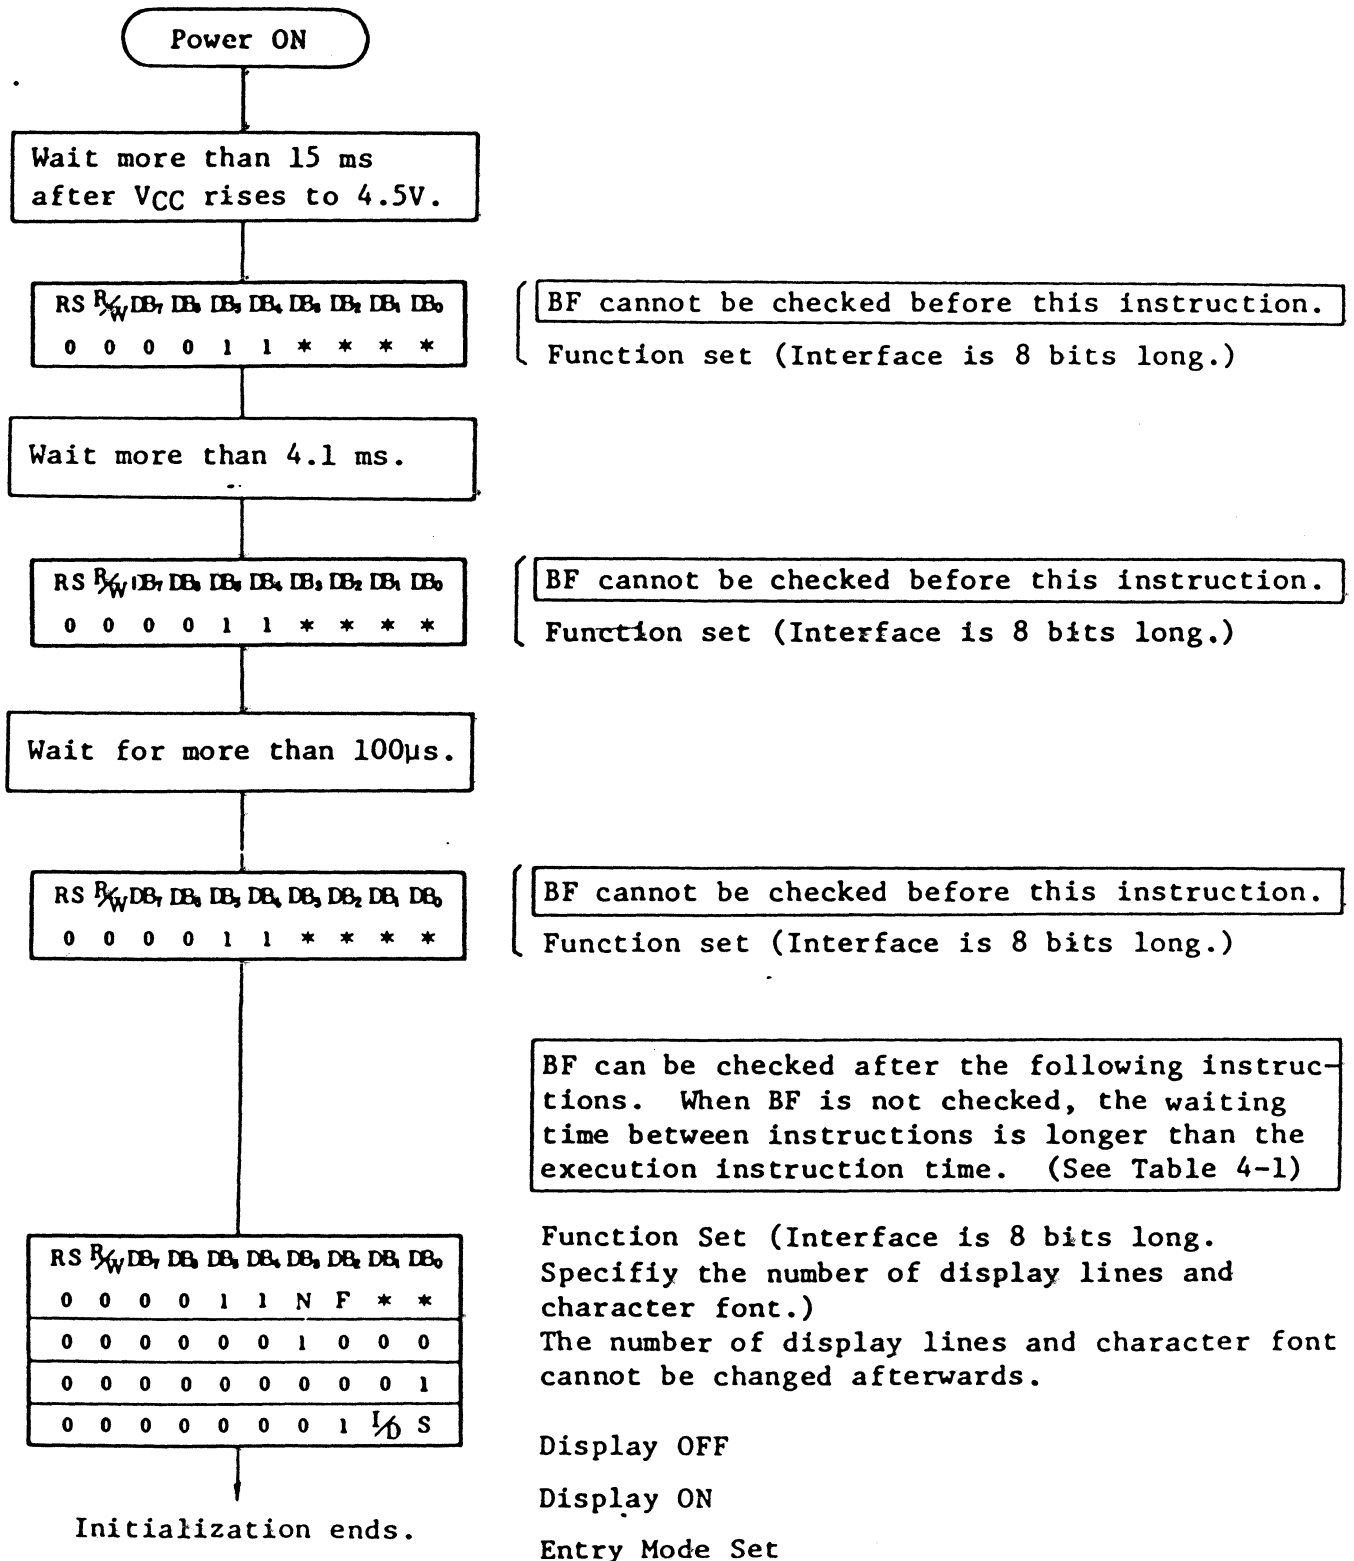 Power ON
Wait more than 15 ms
after VCC rises to 4.5V.
RS R/W DB7 DB6 DB5 DB4 DB3 DB2 DB1 DB0
0 0 0 0 1 1 * * * *
BF cannot be checked before this instruction.
Function set (Interface is 8 bits long.)
Wait more than 4.1 ms.
RS R/W DB7 DB6 DB5 DB4 DB3 DB2 DB1 DB0
0 0 0 0 1 1 * * * *
BF cannot be checked before this instruction.
Function set (Interface is 8 bits long.)
Wait for more than 100μs.
RS R/W DB7 DB6 DB5 DB4 DB3 DB2 DB1 DB0
0 0 0 0 1 1 * * * *
BF cannot be checked before this instruction.
Function set (Interface is 8 bits long.)
BF can be checked after the following instruc-
tions. When BF is not checked, the waiting
time between instructions is longer than the
execution instruction time. (See Table 4-1)
RS R/W DB7 DB6 DB5 DB4 DB3 DB2 DB1 DB0
0 0 0 0 1 1 N F * *
0 0 0 0 0 0 1 0 0 0
0 0 0 0 0 0 0 0 0 1
0 0 0 0 0 0 0 1 I/D S
Function Set (Interface is 8 bits long.
Specifiy the number of display lines and
character font.)
The number of display lines and character font
cannot be changed afterwards.
Display OFF
Display ON
Entry Mode Set
Initialization ends.